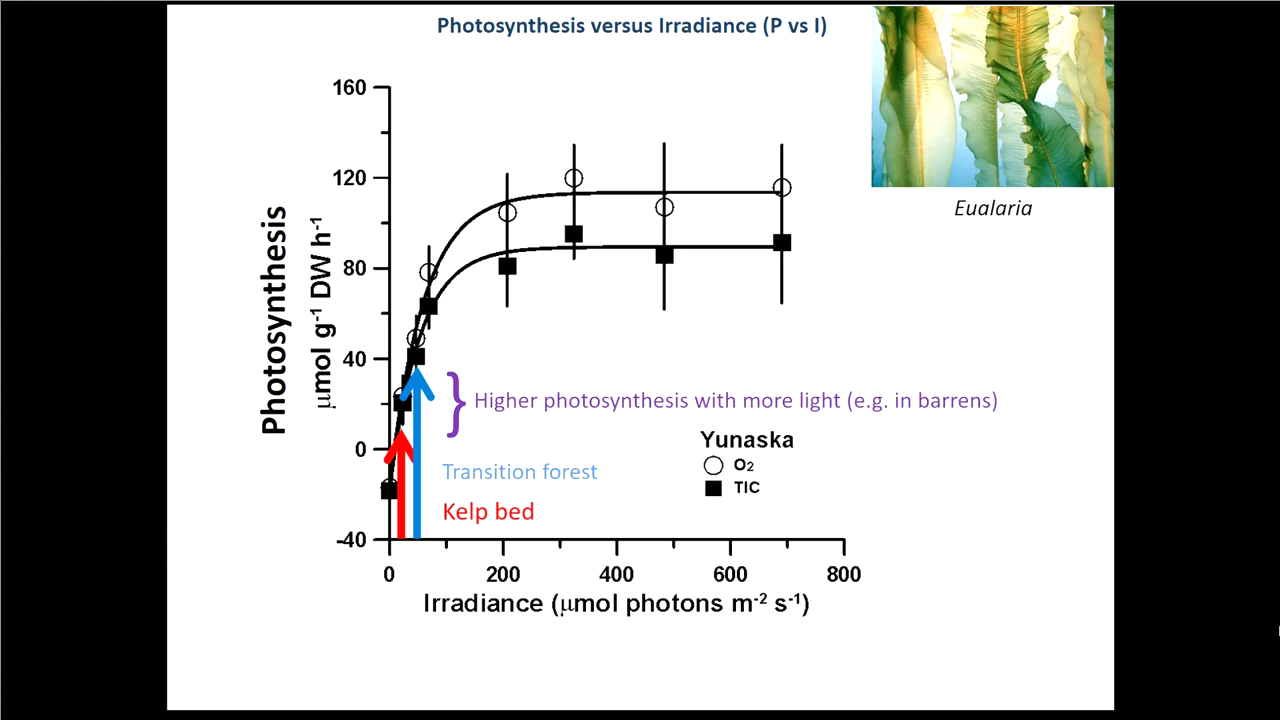 Photosynthesis versus Irradiance (P vs I)
Eualaria
Photosynthesis
μmol g⁻¹ DW h⁻¹
160
120
80
40
0
-40
Higher photosynthesis with more light (e.g. in barrens)
Yunaska
O₂
TIC
Transition forest
Kelp bed
0 200 400 600 800
Irradiance (μmol photons m⁻² s⁻¹)